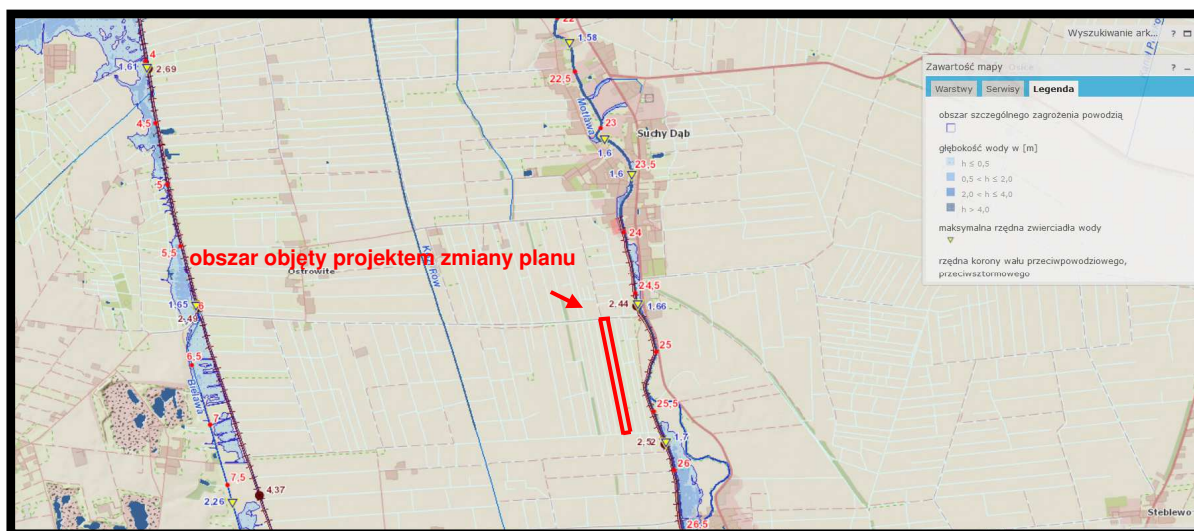 Wyszukiwanie ark... ?
Zawartość mapy ? _
Warstwy Serwisy Legenda
obszar szczególnego zagrożenia powodzią
głębokość wody w [m]
h ≤ 0,5
0,5 < h ≤ 2,0
2,0 < h ≤ 4,0
h > 4,0
maksymalna rzędna zwierciadła wody
rzędna korony wału przeciwpowodziowego,
przeciwsztormowego
22
1,58
4
1,61
2,69
22,5
Motława
23
Suchy Dąb
4,5
1,6
23,5
1,6
5
24
5,5
obszar objęty projektem zmiany planu
Ostrowite
Rów
24,5
1,65
6
2,44
1,66
2,49
25
6,5
Bielawa
25,5
7
1,7
2,52
26
7,5
4,37
2,26
26,5
Steblewo